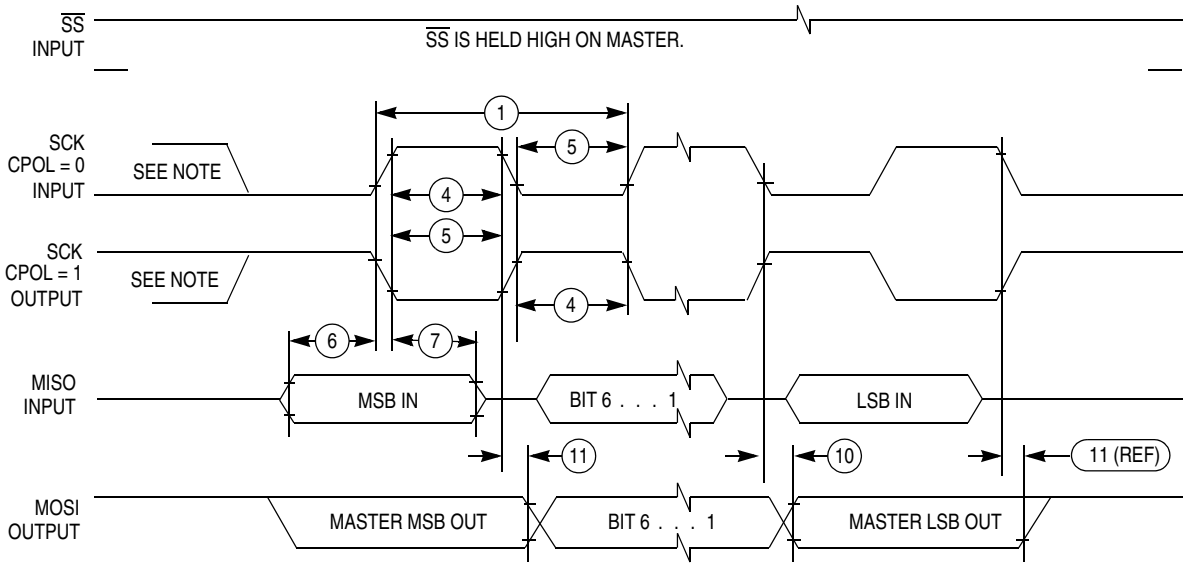 SS
INPUT
SS IS HELD HIGH ON MASTER.
1
SCK
CPOL = 0
INPUT
SEE NOTE
5
4
5
SCK
CPOL = 1
OUTPUT
SEE NOTE
4
6
7
MISO
INPUT
MSB IN
BIT 6 . . . 1
LSB IN
11
10
11 (REF)
MOSI
OUTPUT
MASTER MSB OUT
BIT 6 . . . 1
MASTER LSB OUT